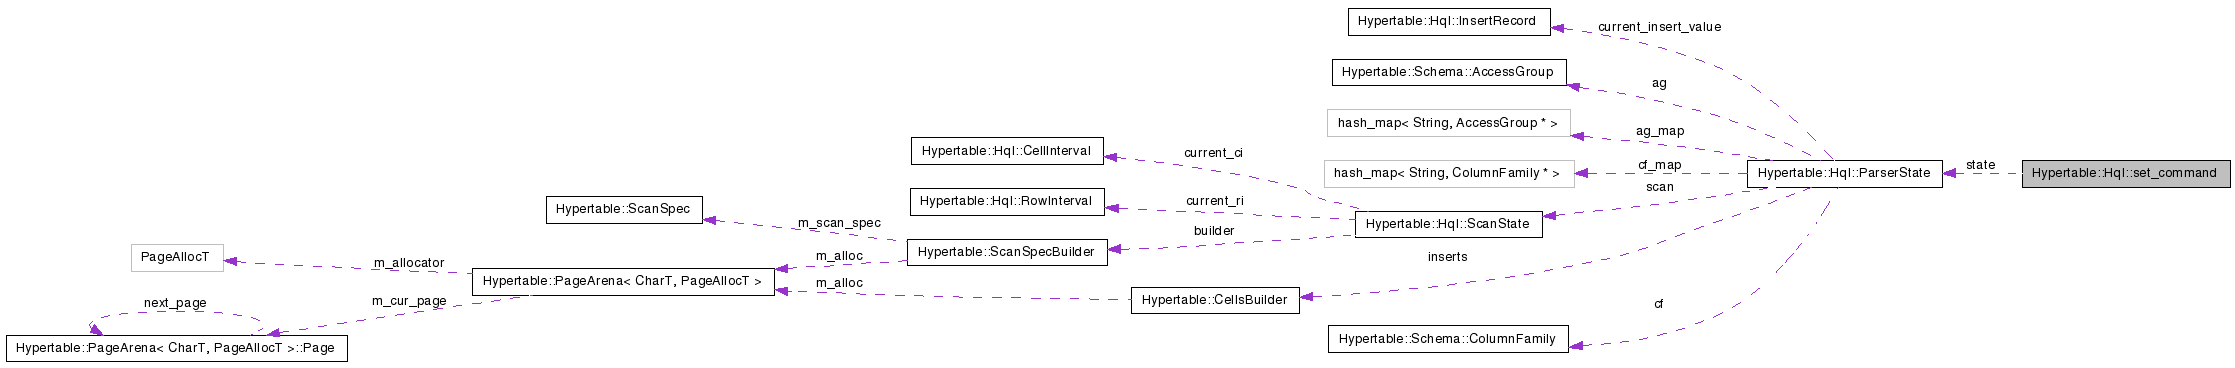 Hypertable::Hql::InsertRecord
current_insert_value
Hypertable::Schema::AccessGroup
ag
hash_map< String, AccessGroup * >
ag_map
Hypertable::Hql::CellInterval
current_ci
hash_map< String, ColumnFamily * >
cf_map
Hypertable::Hql::ParserState
state
Hypertable::Hql::set_command
scan
Hypertable::ScanSpec
m_scan_spec
Hypertable::Hql::RowInterval
current_ri
Hypertable::Hql::ScanState
builder
PageAllocT
m_allocator
Hypertable::ScanSpecBuilder
m_alloc
inserts
Hypertable::PageArena< CharT, PageAllocT >
m_alloc
Hypertable::CellsBuilder
next_page
m_cur_page
cf
Hypertable::PageArena< CharT, PageAllocT >::Page
Hypertable::Schema::ColumnFamily